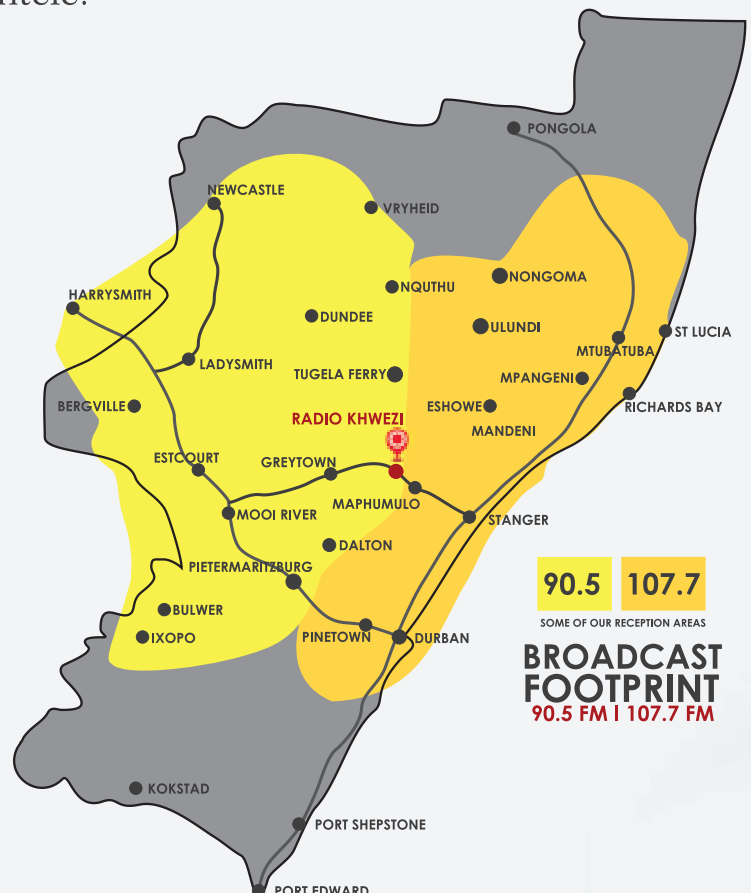 PONGOLA
NEWCASTLE
VRYHEID
NONGOMA
NQUTHU
HARRYSMITH
DUNDEE
ULUNDI
ST LUCIA
MTUBATUBA
LADYSMITH
TUGELA FERRY
MPANGENI
BERGVILLE
ESHOWE
RICHARDS BAY
RADIO KHWEZI
MANDENI
ESTCOURT
GREYTOWN
MAPHUMULO
MOOI RIVER
STANGER
DALTON
PIETERMARITZBURG
90.5 107.7
BULWER
SOME OF OUR RECEPTION AREAS
IXOPO
PINETOWN
DURBAN
BROADCAST
FOOTPRINT
90.5 FM | 107.7 FM
KOKSTAD
PORT SHEPSTONE
PORT EDWARD